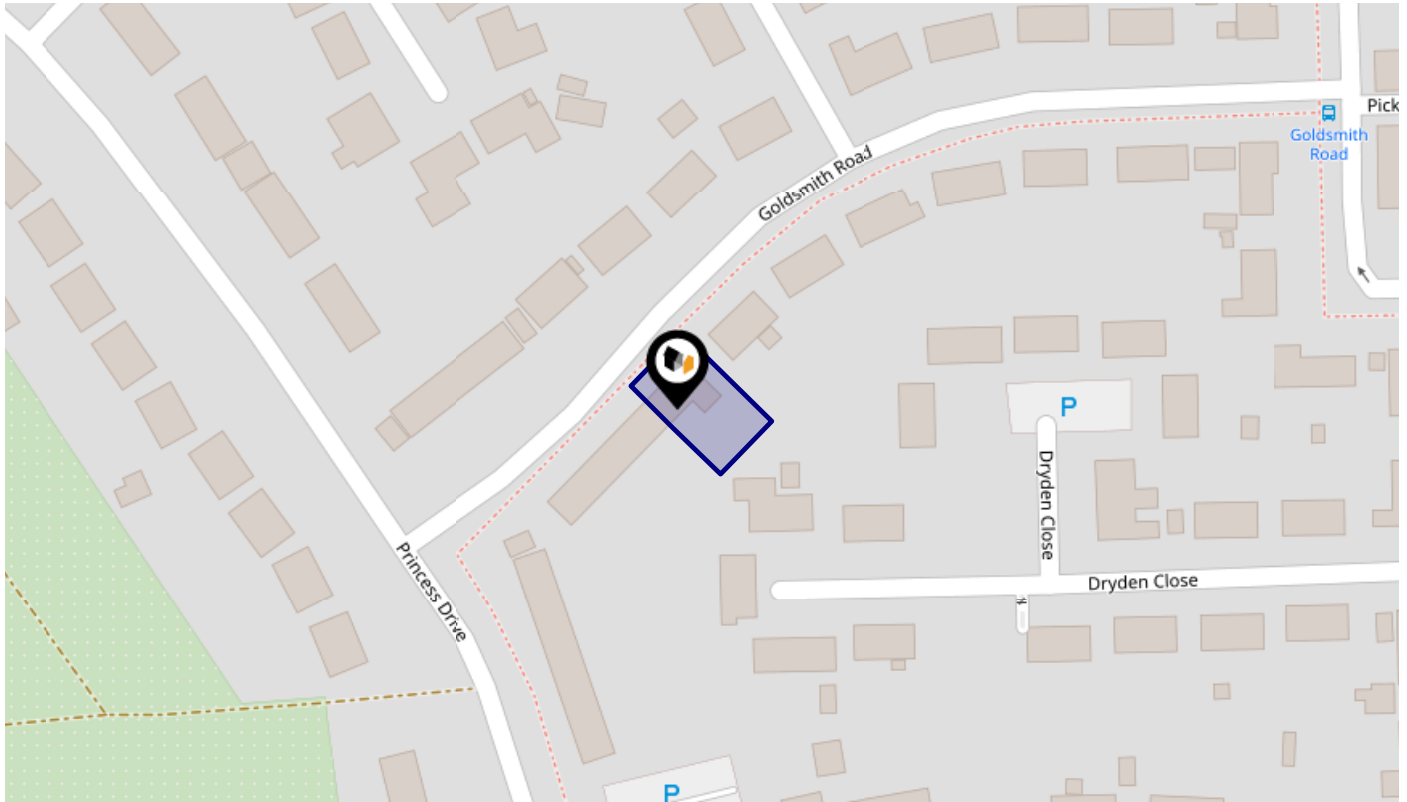 Pick
Goldsmith
Road
Goldsmith Road
P
Dryden Close
Princess Drive
Dryden Close
P